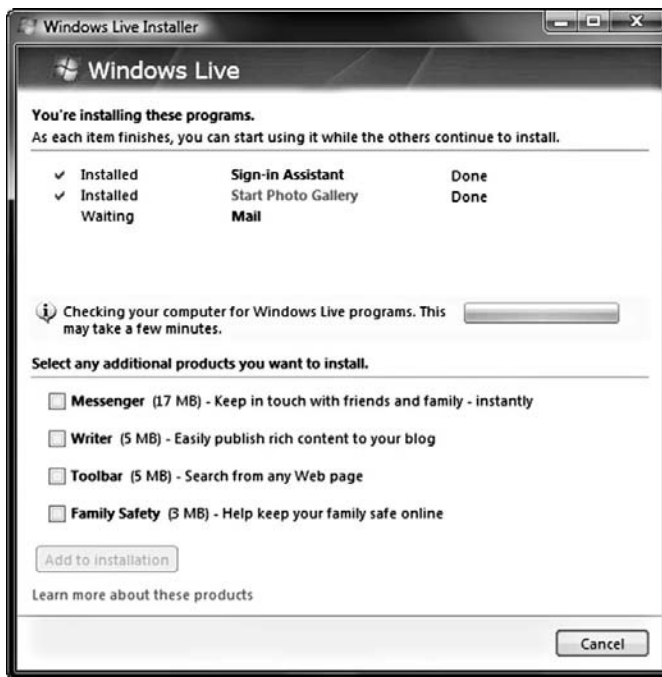 Windows Live Installer
Windows Live
You're installing these programs.
As each item finishes, you can start using it while the others continue to install.
Installed Sign-in Assistant Done
Installed Start Photo Gallery Done
Waiting Mail
Checking your computer for Windows Live programs. This
may take a few minutes.
Select any additional products you want to install.
Messenger (17 MB) - Keep in touch with friends and family - instantly
Writer (5 MB) - Easily publish rich content to your blog
Toolbar (5 MB) - Search from any Web page
Family Safety (3 MB) - Help keep your family safe online
Add to installation
Learn more about these products
Cancel